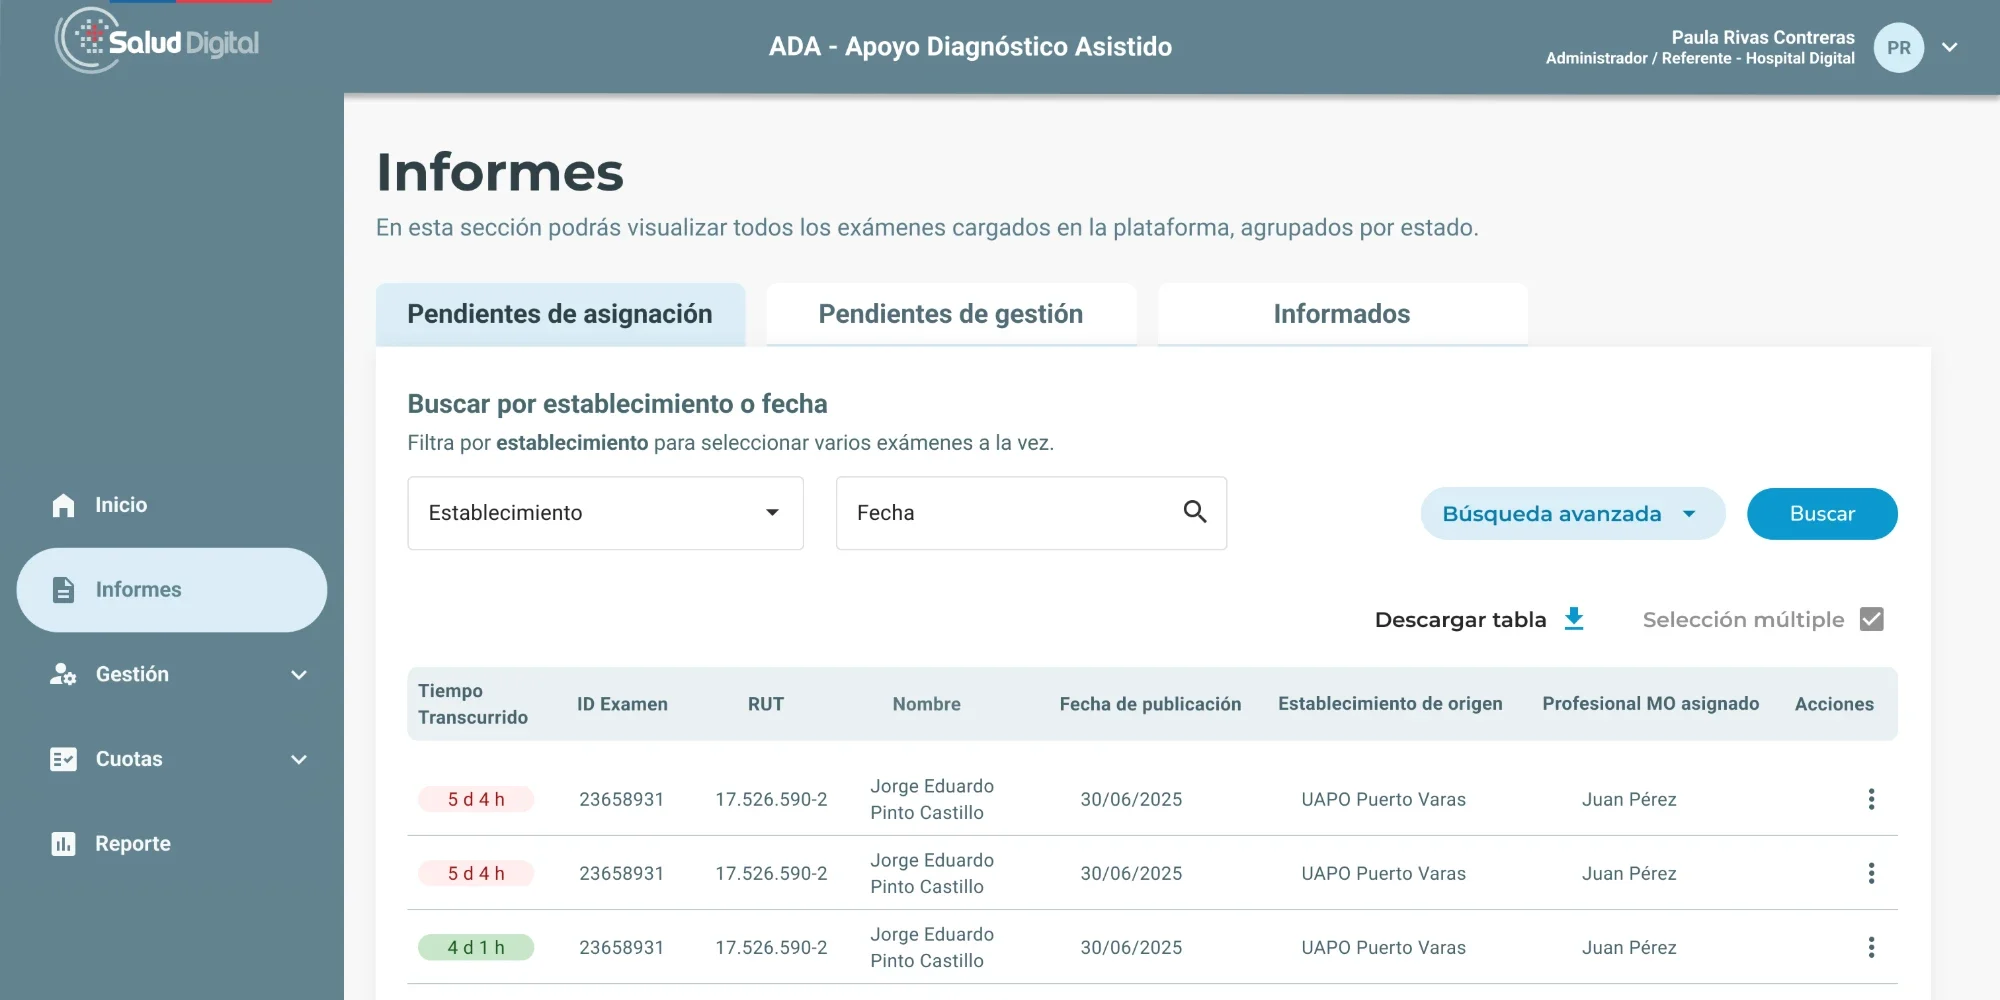 Salud Digital
ADA - Apoyo Diagnóstico Asistido
Paula Rivas Contreras
Administrador / Referente - Hospital Digital
PR
Inicio
Informes
Gestión
Cuotas
Reporte
Informes
En esta sección podrás visualizar todos los exámenes cargados en la plataforma, agrupados por estado.
Pendientes de asignación
Pendientes de gestión
Informados
Buscar por establecimiento o fecha
Filtra por establecimiento para seleccionar varios exámenes a la vez.
Establecimiento
Fecha
Búsqueda avanzada
Buscar
Descargar tabla
Selección múltiple
Tiempo
Transcurrido
ID Examen
RUT
Nombre
Fecha de publicación
Establecimiento de origen
Profesional MO asignado
Acciones
5 d 4 h
23658931
17.526.590-2
Jorge Eduardo
Pinto Castillo
30/06/2025
UAPO Puerto Varas
Juan Pérez
5 d 4 h
23658931
17.526.590-2
Jorge Eduardo
Pinto Castillo
30/06/2025
UAPO Puerto Varas
Juan Pérez
4 d 1 h
23658931
17.526.590-2
Jorge Eduardo
Pinto Castillo
30/06/2025
UAPO Puerto Varas
Juan Pérez